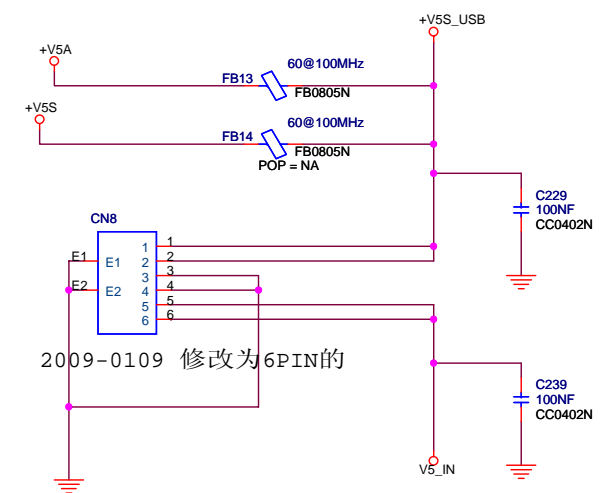 +V5S_USB
+V5A
60@100MHz
FB13
FB0805N
+V5S
60@100MHz
FB14
FB0805N
POP = NA
C229
100NF
CC0402N
CN8
E1 E1 1 1
2 2
3 3
E2 E2 4 4
5 5
6 6
2009-0109 修改为6PIN的
C239
100NF
CC0402N
V5_IN